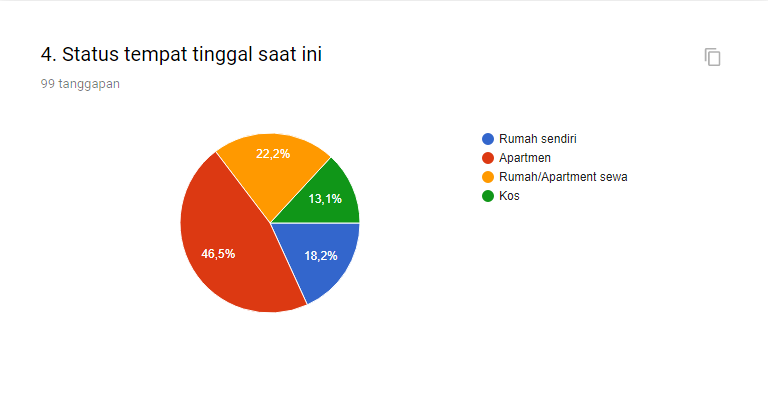 4. Status tempat tinggal saat ini
99 tanggapan
22,2%
13,1%
46,5%
18,2%
Rumah sendiri
Apartmen
Rumah/Apartment sewa
Kos